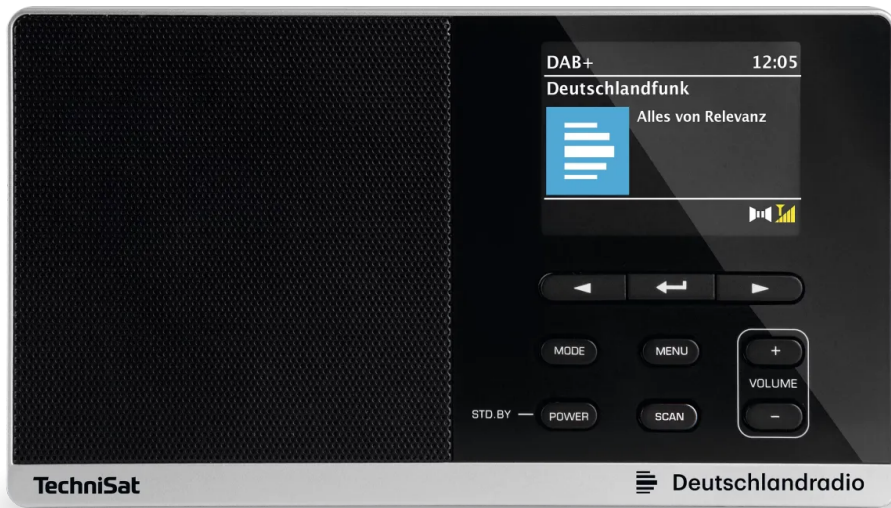 DAB+ 12:05
Deutschlandfunk
Alles von Relevanz
MODE MENU +
VOLUME
STD.BY POWER SCAN -
TechniSat Deutschlandradio